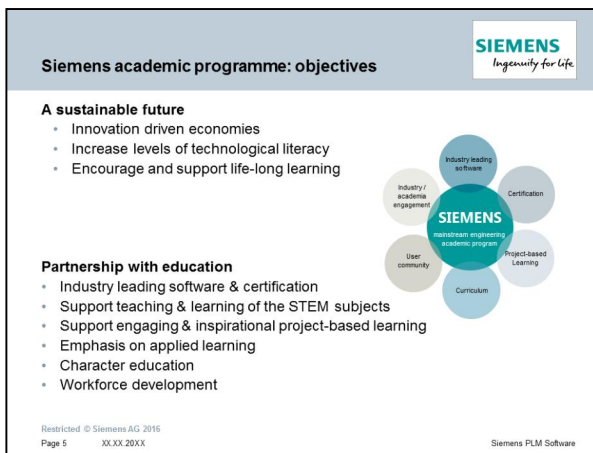 SIEMENS
Ingenuity for life
Siemens academic programme: objectives
A sustainable future
• Innovation driven economies
• Increase levels of technological literacy
• Encourage and support life-long learning
Industry leading
software
Industry /
academia
engagement
Certification
SIEMENS
mainstream engineering
academic program
User
community
Project-based
Learning
Curriculum
Partnership with education
• Industry leading software & certification
• Support teaching & learning of the STEM subjects
• Support engaging & inspirational project-based learning
• Emphasis on applied learning
• Character education
• Workforce development
Restricted © Siemens AG 2016
Page 5 XX.XX.20XX Siemens PLM Software